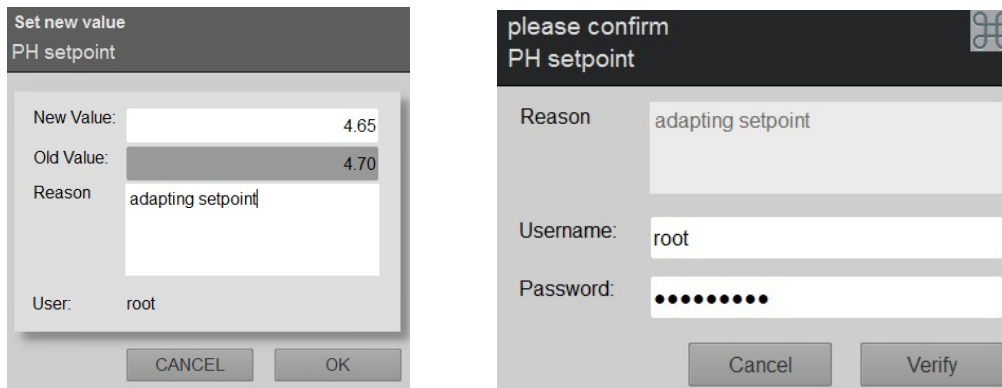 Set new value
PH setpoint
New Value: 4.65
Old Value: 4.70
Reason adapting setpoint
User: root
CANCEL OK
please confirm
PH setpoint
Reason adapting setpoint
Username: root
Password: ●●●●●●●●●
Cancel Verify